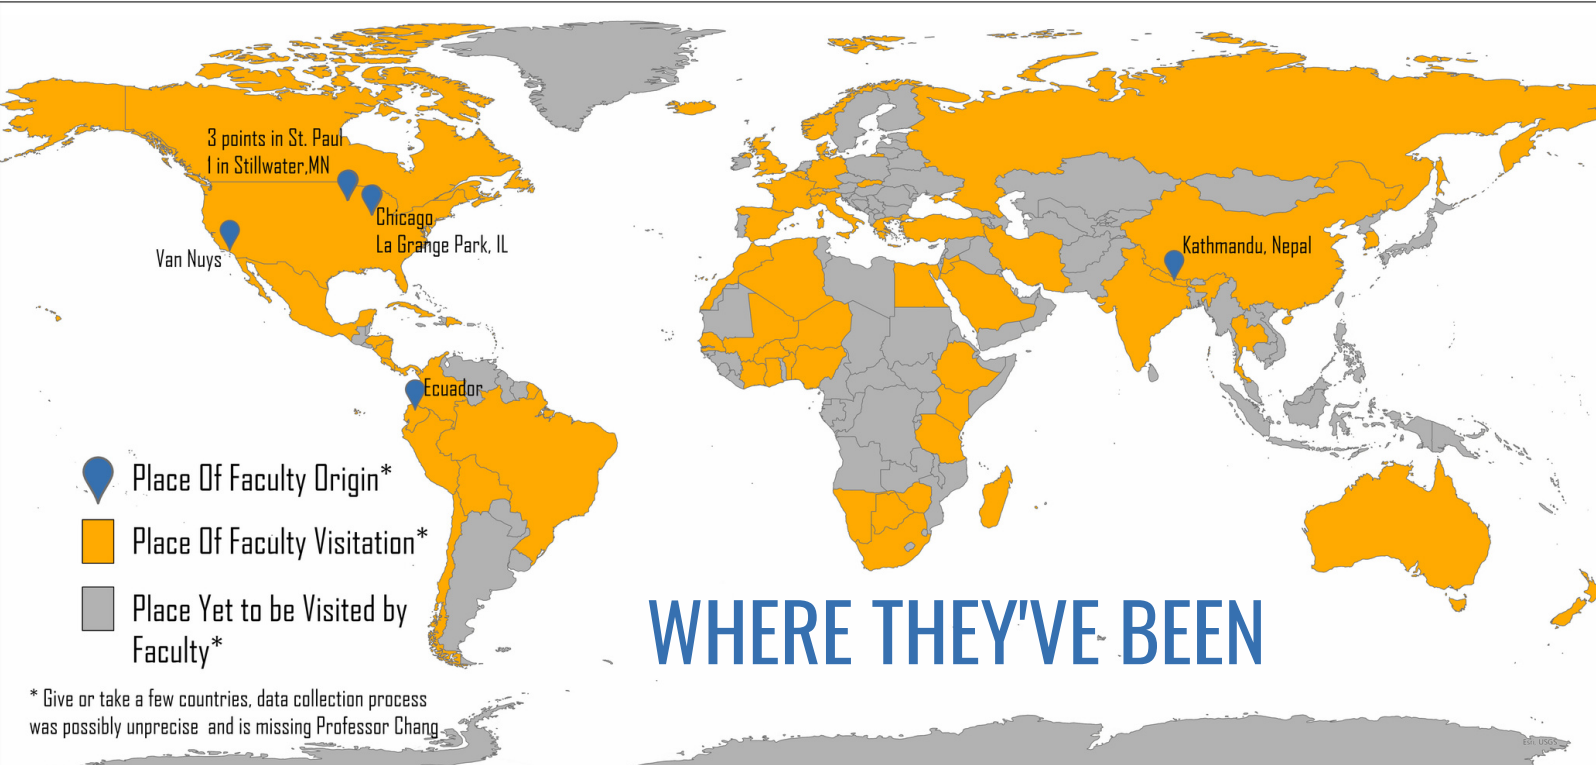 3 points in St. Paul
1 in Stillwater,MN
Chicago
La Grange Park, IL
Van Nuys
Kathmandu, Nepal
Ecuador
Place Of Faculty Origin*
Place Of Faculty Visitation*
Place Yet to be Visited by
Faculty*
WHERE THEY'VE BEEN
* Give or take a few countries, data collection process
was possibly unprecise and is missing Professor Chang
Esri, USGS